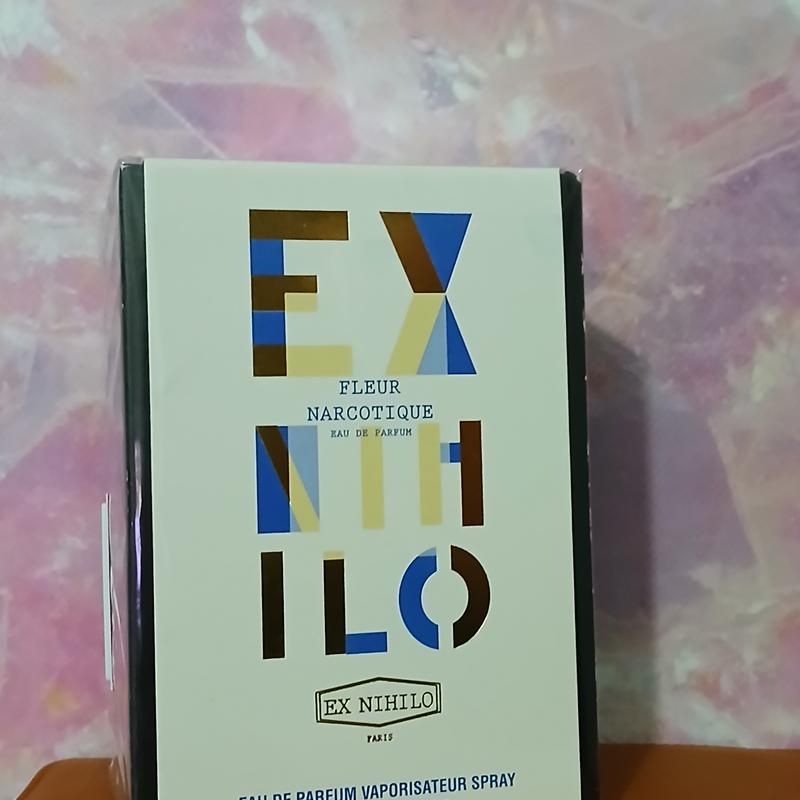 EX
FLEUR
NARCOTIQUE
EAU DE PARFUM
NIH
ILO
EX NIHILO
PARIS
EAU DE PARFUM VAPORISATEUR SPRAY